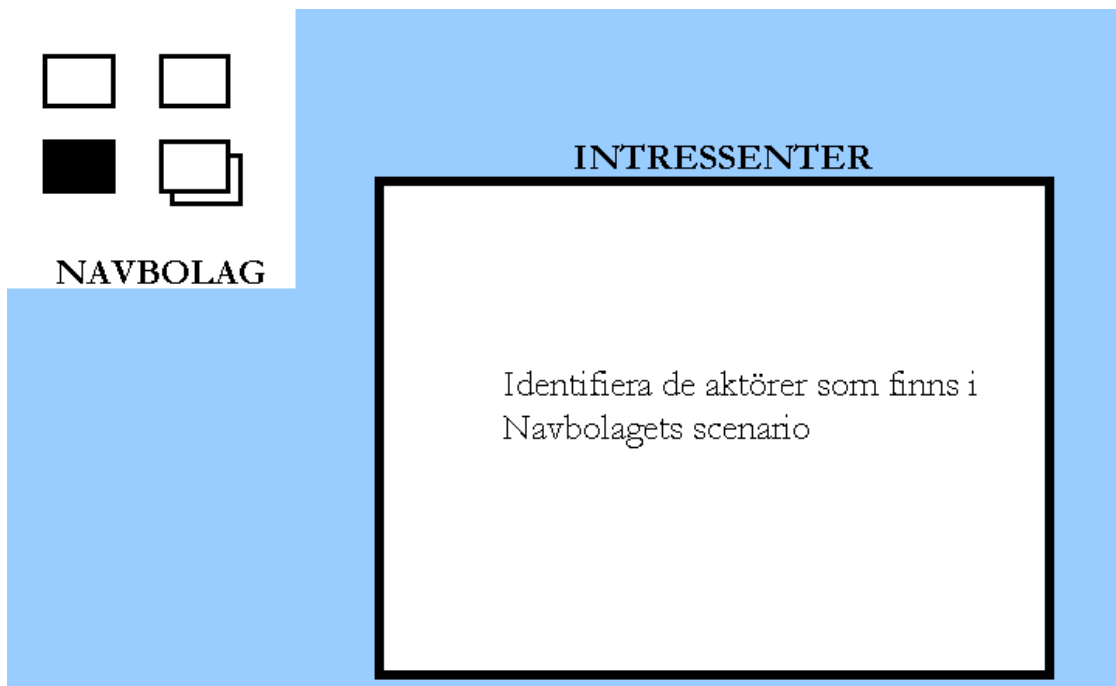 NAVBOLAG
INTRESSENTER
Identifiera de aktörer som finns i
Navbolagets scenario